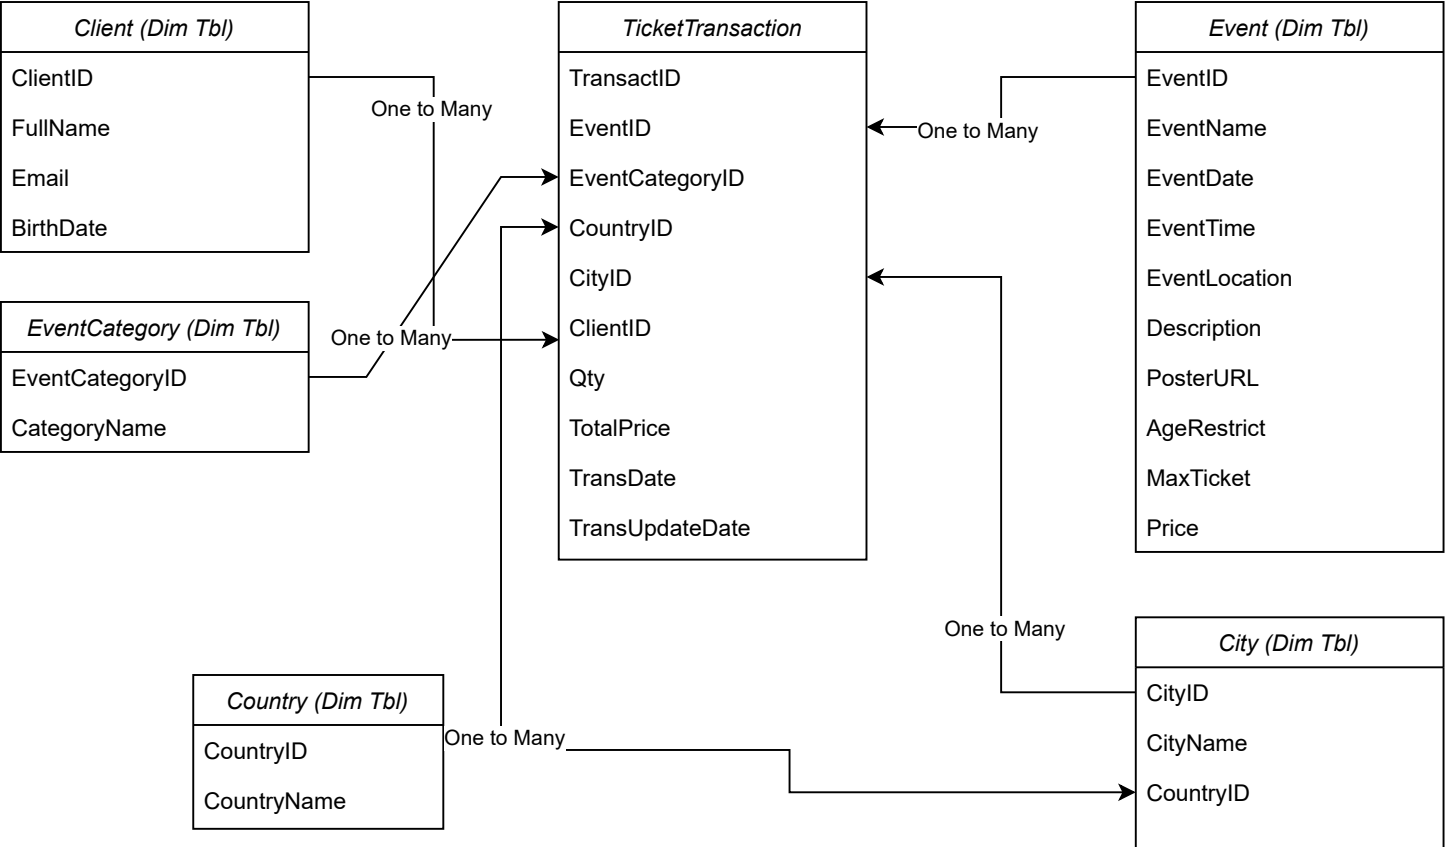 Client (Dim Tbl)
ClientID
FullName
Email
BirthDate
EventCategory (Dim Tbl)
EventCategoryID
CategoryName
One to Many
One to Many
TicketTransaction
TransactID
EventID
EventCategoryID
CountryID
CityID
ClientID
Qty
TotalPrice
TransDate
TransUpdateDate
One to Many
Event (Dim Tbl)
EventID
EventName
EventDate
EventTime
EventLocation
Description
PosterURL
AgeRestrict
MaxTicket
Price
Country (Dim Tbl)
CountryID
CountryName
One to Many
One to Many
City (Dim Tbl)
CityID
CityName
CountryID